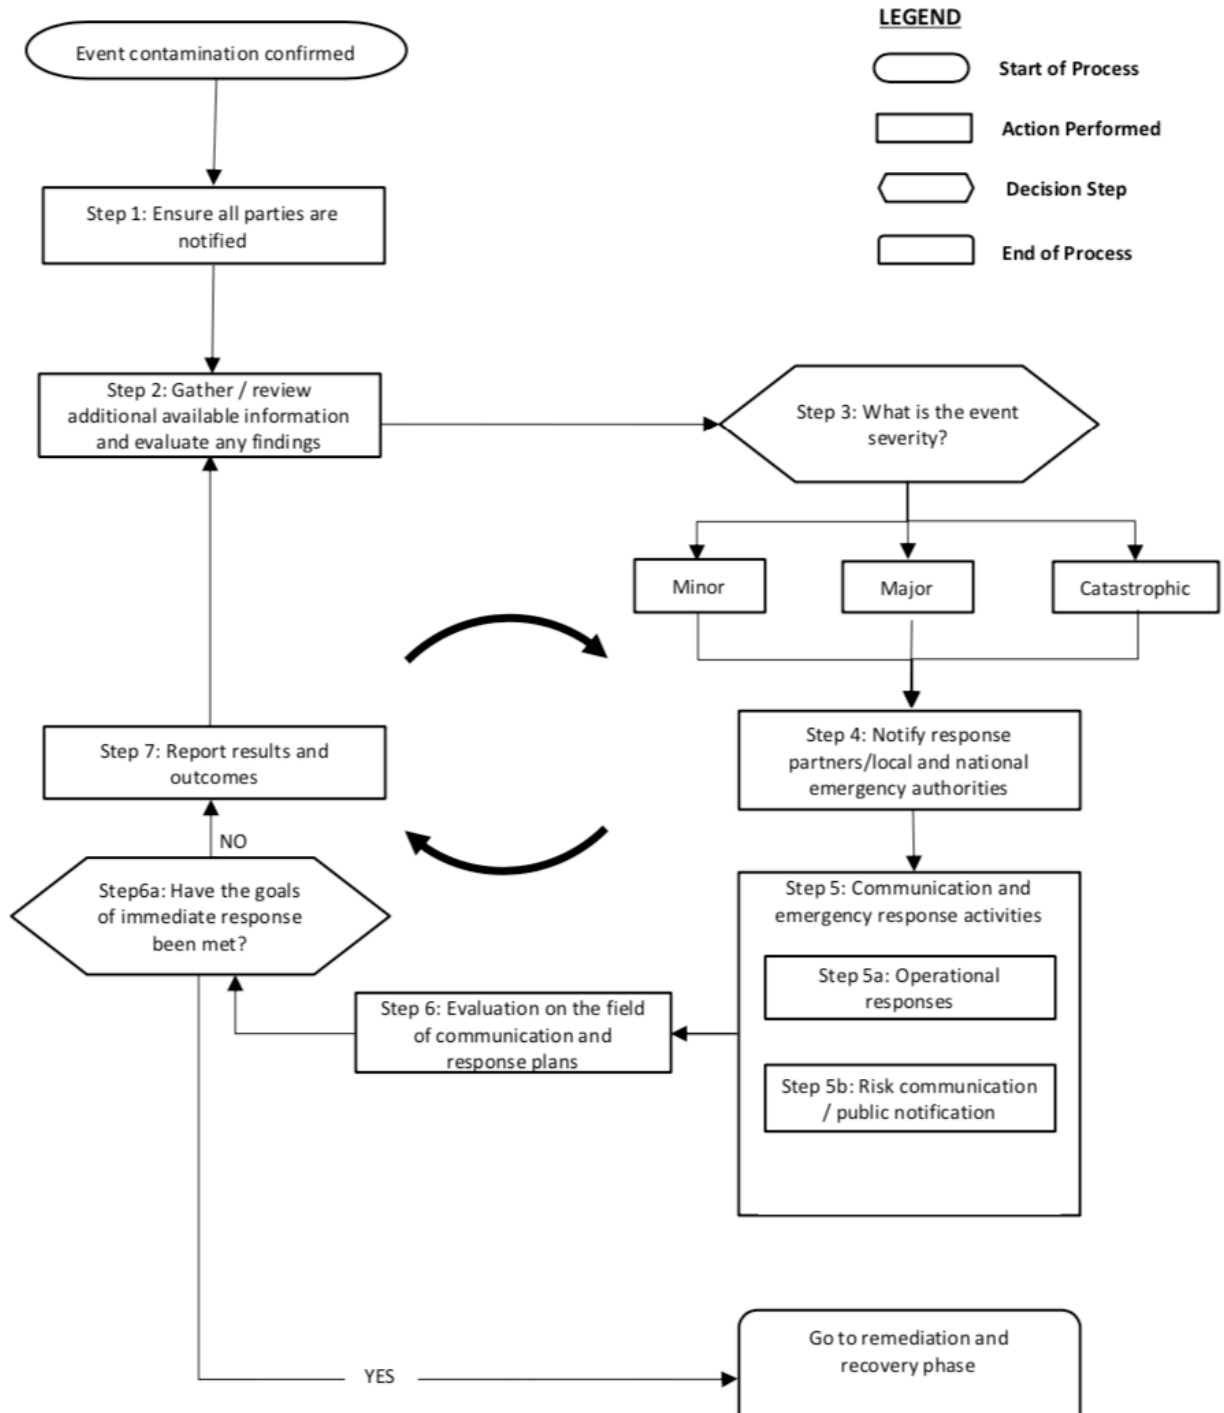 LEGEND
Event contamination confirmed
Start of Process
Action Performed
Decision Step
End of Process
Step 1: Ensure all parties are
notified
Step 2: Gather / review
additional available information
and evaluate any findings
Step 3: What is the event
severity?
Minor
Major
Catastrophic
Step 4: Notify response
partners/local and national
emergency authorities
Step 5: Communication and
emergency response activities
Step 5a: Operational
responses
Step 5b: Risk communication
/ public notification
Step 6: Evaluation on the field
of communication and
response plans
Step6a: Have the goals
of immediate response
been met?
NO
Step 7: Report results and
outcomes
YES
Go to remediation and
recovery phase